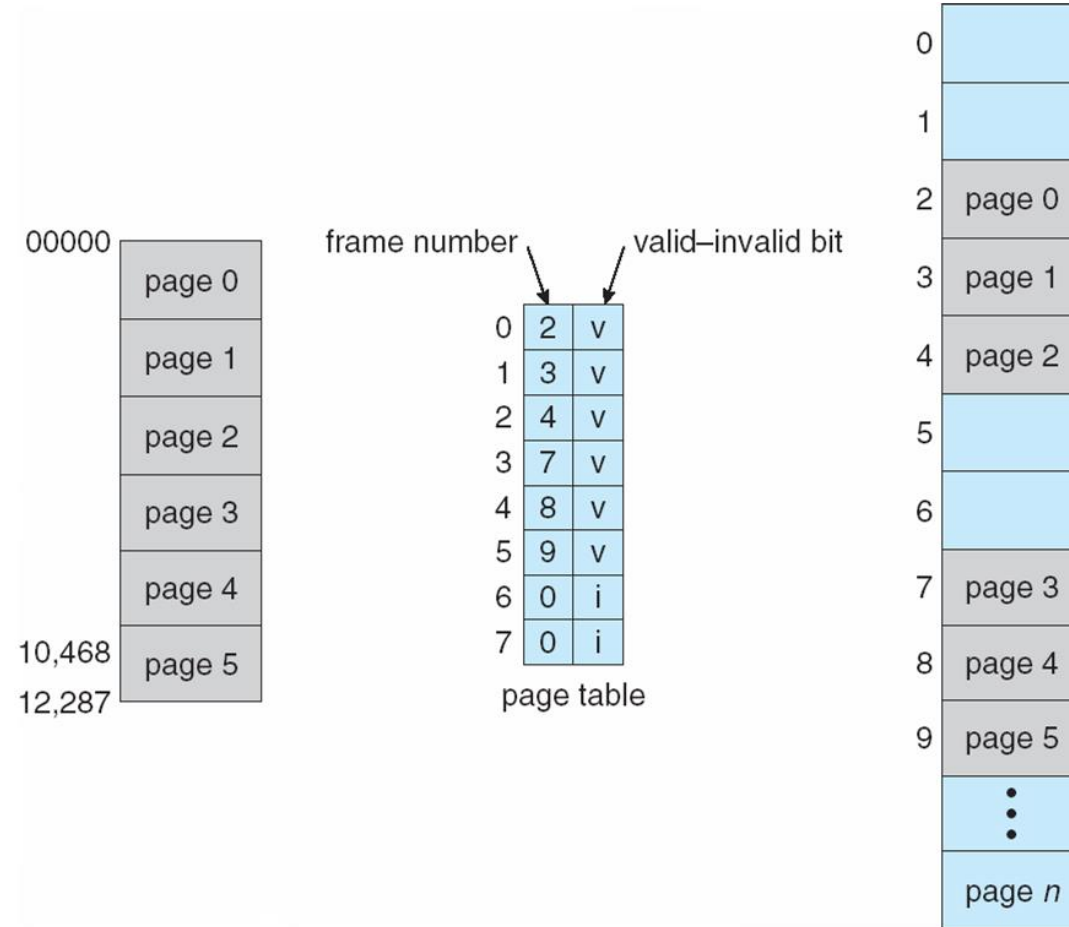 00000
page 0
page 1
page 2
page 3
page 4
10,468
page 5
12,287
frame number
valid–invalid bit
0 2 v
1 3 v
2 4 v
3 7 v
4 8 v
5 9 v
6 0 i
7 0 i
page table
0
1
2 page 0
3 page 1
4 page 2
5
6
7 page 3
8 page 4
9 page 5
page n